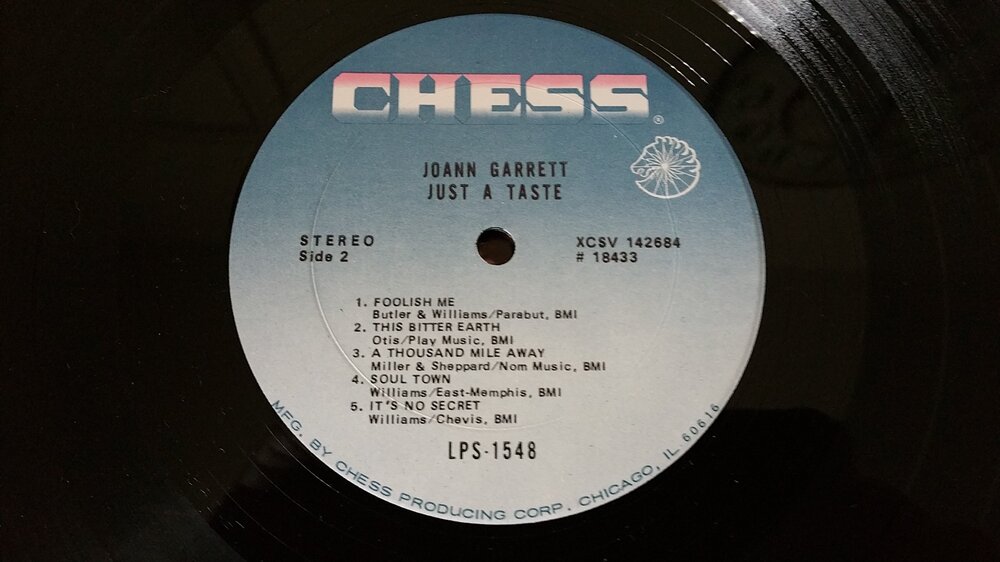 CHESS®
JOANN GARRETT
JUST A TASTE
STEREO
Side 2
XCSV 142684
# 18433
1. FOOLISH ME
Butler & Williams/Parabut, BMI
2. THIS BITTER EARTH
Otis/Play Music, BMI
3. A THOUSAND MILE AWAY
Miller & Sheppard/Nom Music, BMI
4. SOUL TOWN
Williams/East-Memphis, BMI
5. IT'S NO SECRET
Williams/Chevis, BMI
LPS-1548
MFG. BY CHESS PRODUCING CORP. CHICAGO, IL 60616